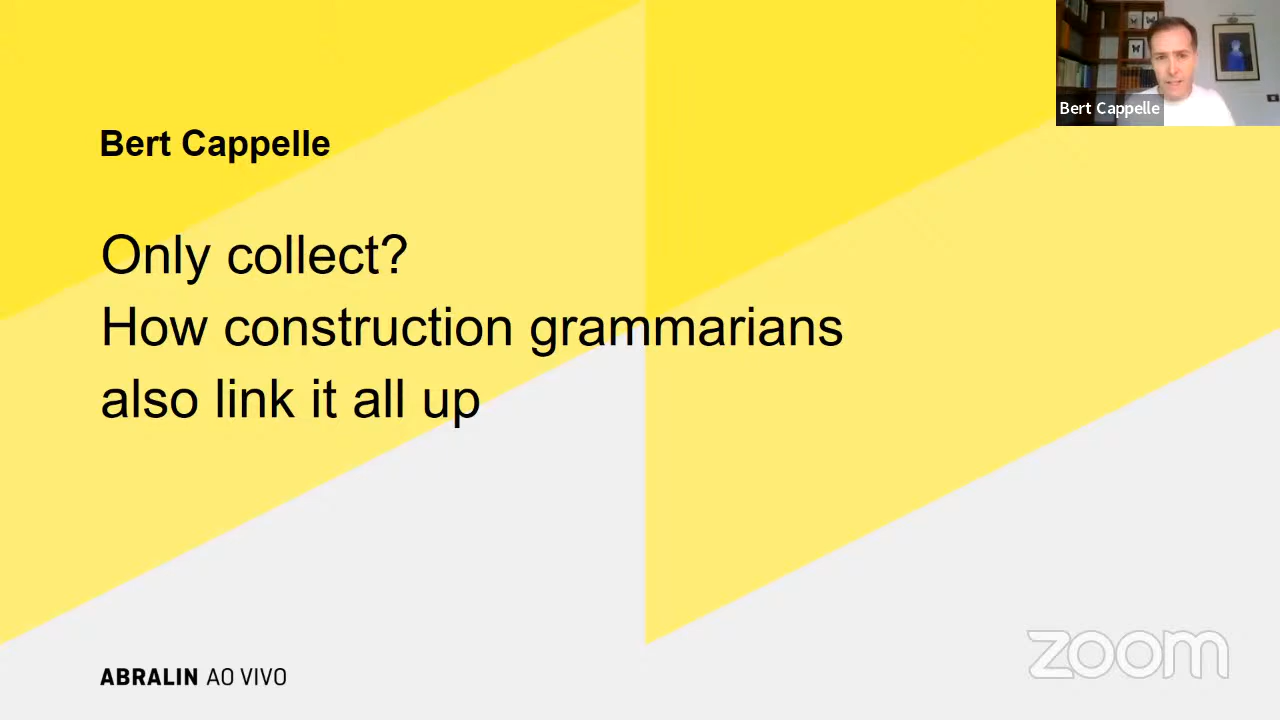 Bert Cappelle
Bert Cappelle
Only collect?
How construction grammarians
also link it all up
ABRALIN AO VIVO
zoom